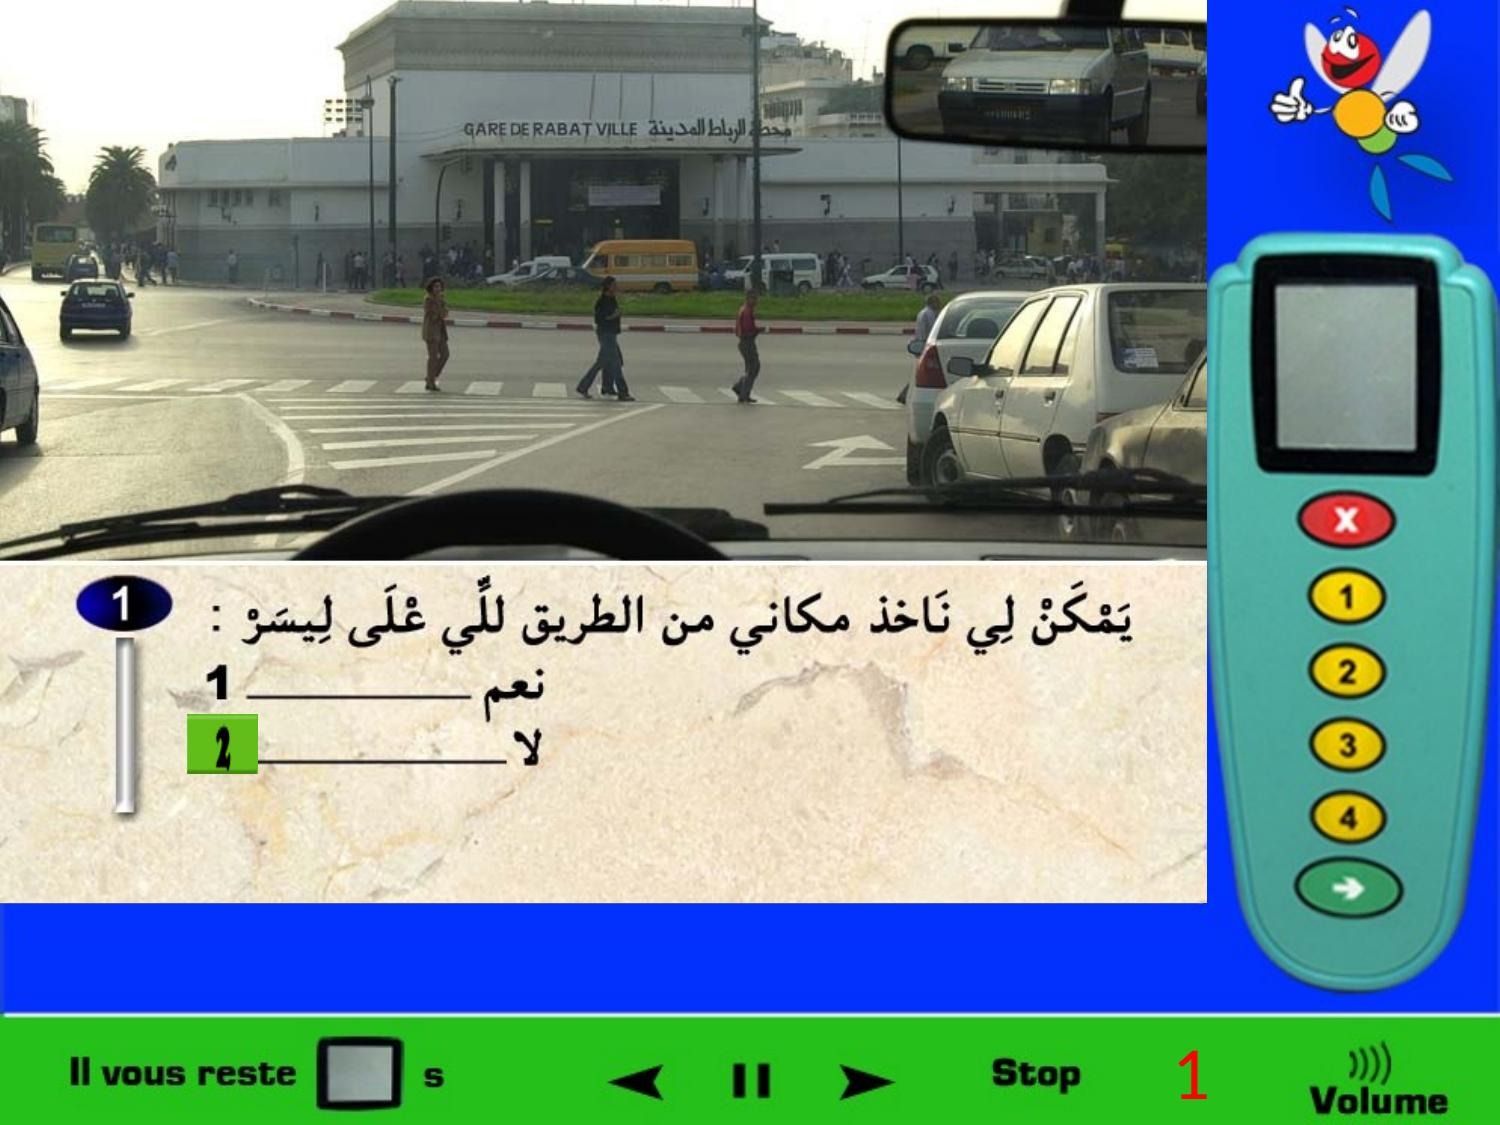 GARE DE RABAT VILLE محطة الرباط المدينة
1 يَمْكَنْ لِي نَاخذ مكاني من الطريق للِّي عْلَى لِيسَرْ :
نعم 1
لا 2
X
1
2
3
4
Il vous reste s Stop 1 Volume